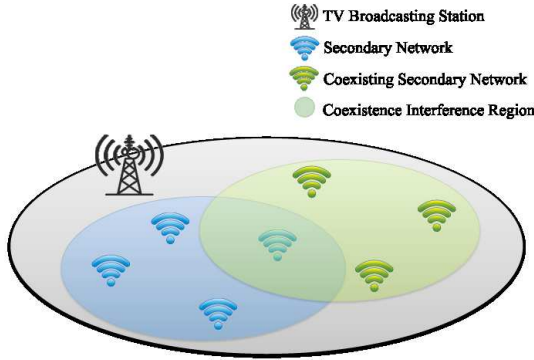 TV Broadcasting Station
Secondary Network
Coexisting Secondary Network
Coexistence Interference Region